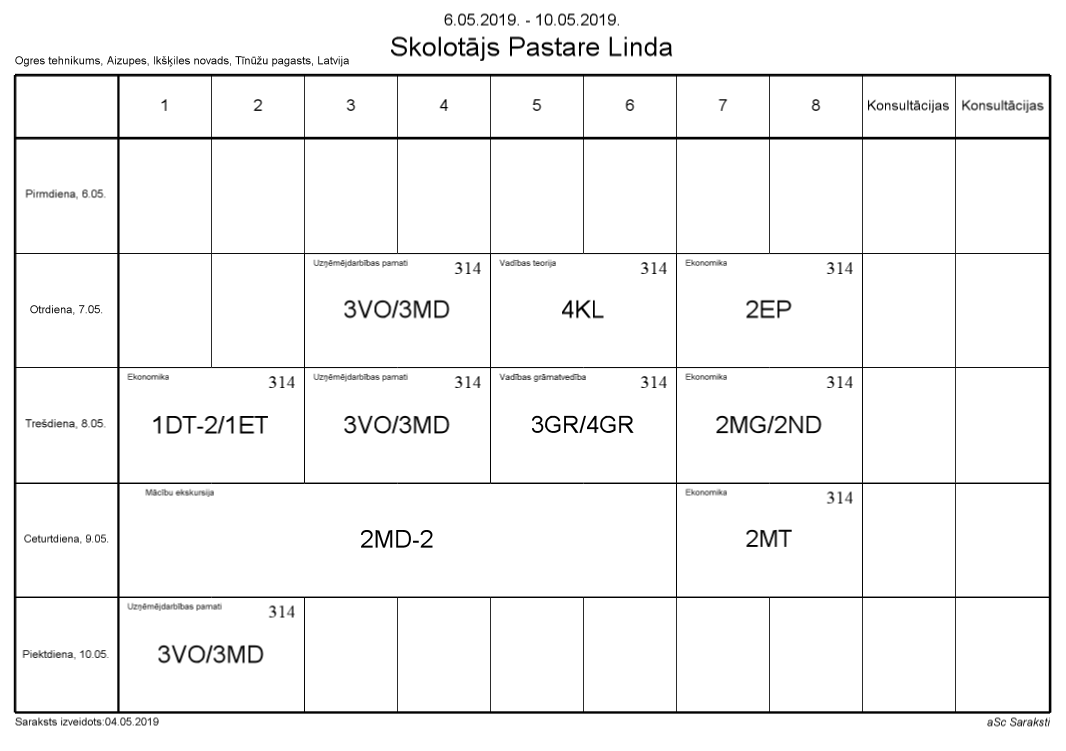 6.05.2019. - 10.05.2019.
Skolotājs Pastare Linda
Ogres tehnikums, Aizupes, Ikšķiles novads, Tīnūžu pagasts, Latvija
1 2 3 4 5 6 7 8 Konsultācijas Konsultācijas
Pirmdiena, 6.05.
Otrdiena, 7.05.
Uzņēmējdarbības pamati 314
3VO/3MD
Vadības teorija 314
4KL
Ekonomika 314
2EP
Trešdiena, 8.05.
Ekonomika 314
1DT-2/1ET
Uzņēmējdarbības pamati 314
3VO/3MD
Vadības grāmatvedība 314
3GR/4GR
Ekonomika 314
2MG/2ND
Ceturtdiena, 9.05.
Mācību ekskursija
2MD-2
Ekonomika 314
2MT
Piektdiena, 10.05.
Uzņēmējdarbības pamati 314
3VO/3MD
Saraksts izveidots:04.05.2019
aSc Saraksti